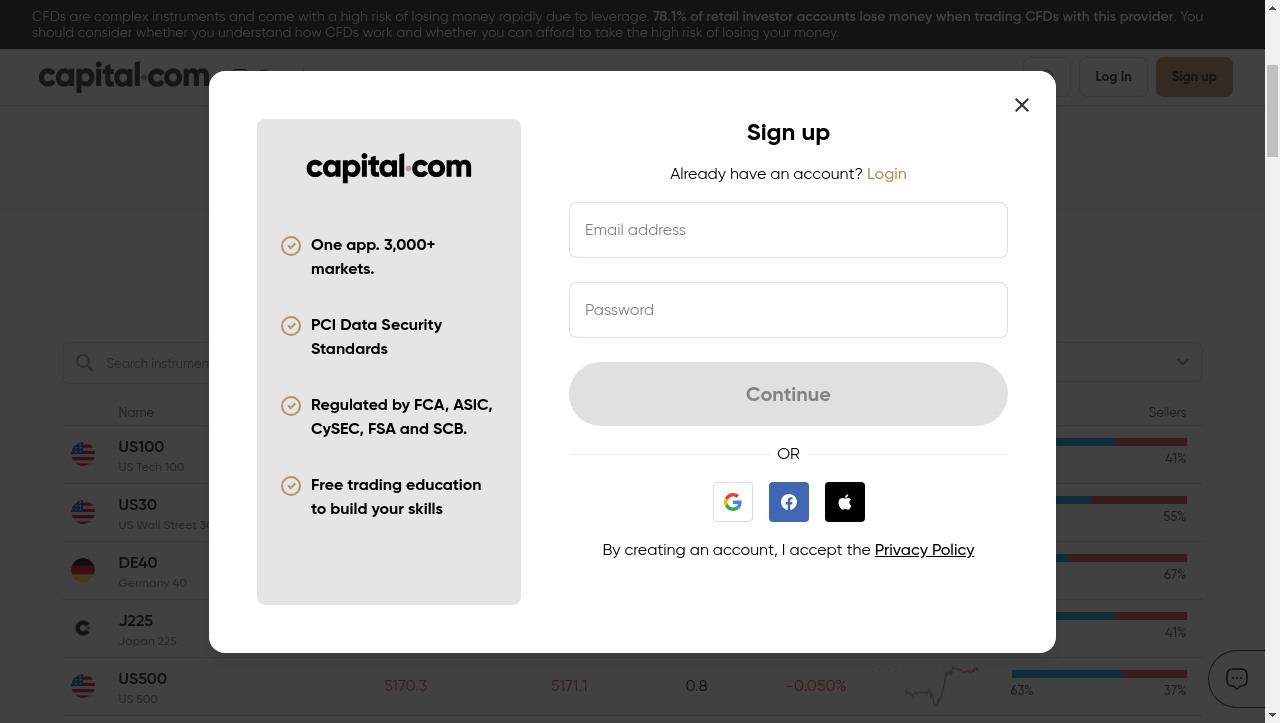 CFDs are complex instruments and come with a high risk of losing money rapidly due to leverage. 78.1% of retail investor accounts lose money when trading CFDs with this provider. You
should consider whether you understand how CFDs work and whether you can afford to take the high risk of losing your money.
capital.com
Log In
Sign up
capital.com
One app. 3,000+
markets.
PCI Data Security
Standards
Regulated by FCA, ASIC,
CySEC, FSA and SCB.
Free trading education
to build your skills
Sign up
Already have an account? Login
Email address
Password
Continue
OR
By creating an account, I accept the Privacy Policy
Name
Sellers
US100
US Tech 100
41%
US30
US Wall Street
55%
DE40
Germany 40
67%
J225
Japan 225
41%
US500
US 500
5170.3
5171.1
0.8
-0.050%
63%
37%